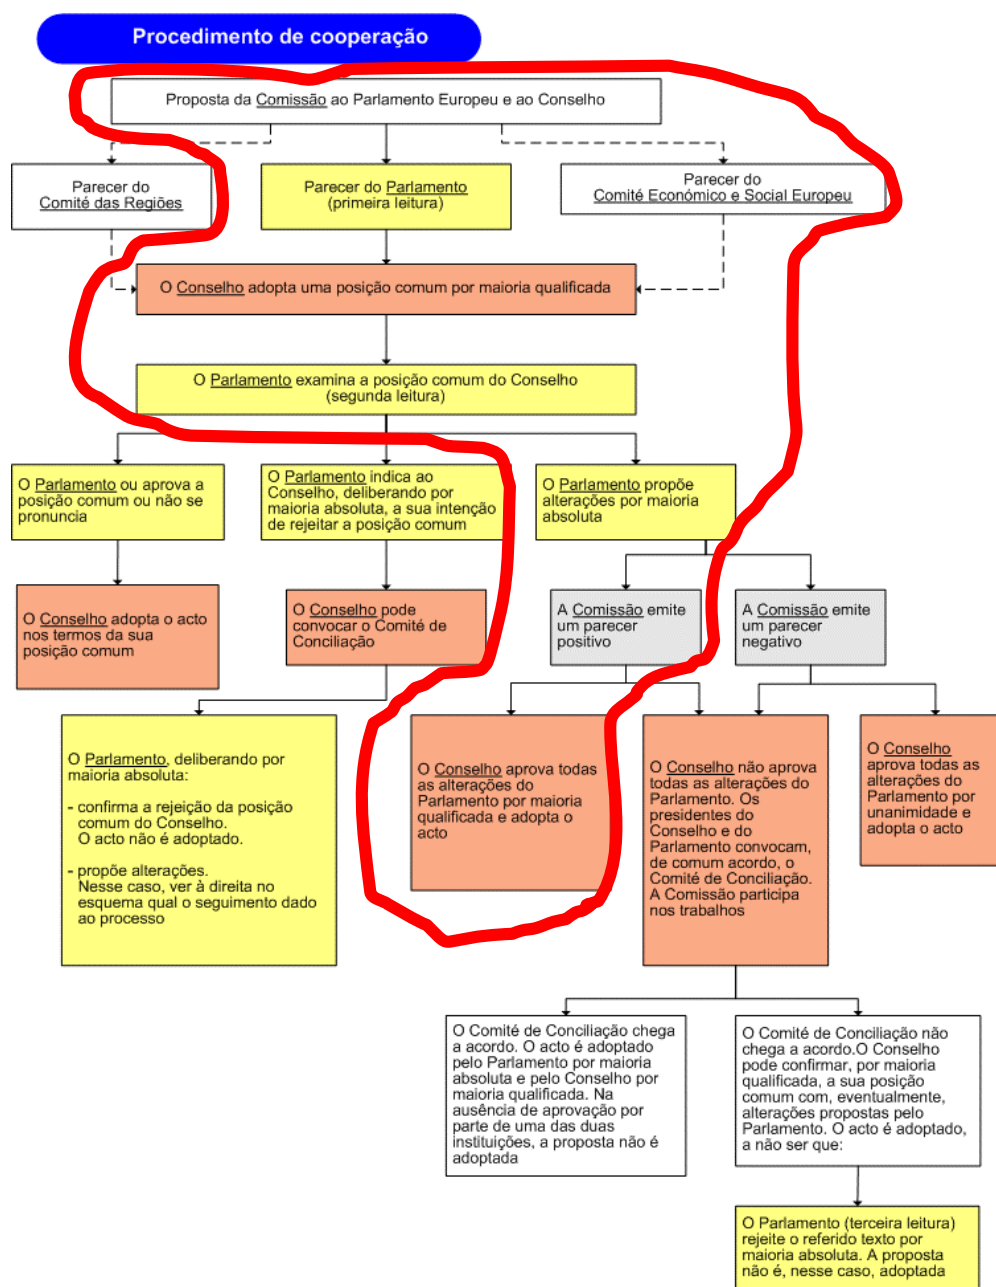 Procedimento de cooperação
Proposta da Comissão ao Parlamento Europeu e ao Conselho
Parecer do
Comité das Regiões
Parecer do Parlamento
(primeira leitura)
Parecer do
Comité Económico e Social Europeu
O Conselho adopta uma posição comum por maioria qualificada
O Parlamento examina a posição comum do Conselho
(segunda leitura)
O Parlamento ou aprova a
posição comum ou não se
pronuncia
O Parlamento indica ao
Conselho, deliberando por
maioria absoluta, a sua intenção
de rejeitar a posição comum
O Parlamento propõe
alterações por maioria
absoluta
O Conselho adopta o acto
nos termos da sua
posição comum
O Conselho pode
convocar o Comité de
Conciliação
A Comissão emite
um parecer
positivo
A Comissão emite
um parecer
negativo
O Parlamento, deliberando por
maioria absoluta:
- confirma a rejeição da posição
comum do Conselho.
O acto não é adoptado.
- propõe alterações.
Nesse caso, ver à direita no
esquema qual o seguimento dado
ao processo
O Conselho aprova todas
as alterações do
Parlamento por maioria
qualificada e adopta o
acto
O Conselho não aprova
todas as alterações do
Parlamento. Os
presidentes do
Conselho e do
Parlamento convocam,
de comum acordo, o
Comité de Conciliação.
A Comissão participa
nos trabalhos
O Conselho
aprova todas as
alterações do
Parlamento por
unanimidade e
adopta o acto
O Comité de Conciliação chega
a acordo. O acto é adoptado
pelo Parlamento por maioria
absoluta e pelo Conselho por
maioria qualificada. Na
ausência de aprovação por
parte de uma das duas
instituições, a proposta não é
adoptada
O Comité de Conciliação não
chega a acordo.O Conselho
pode confirmar, por maioria
qualificada, a sua posição
comum com, eventualmente,
alterações propostas pelo
Parlamento. O acto é adoptado,
a não ser que:
O Parlamento (terceira leitura)
rejeite o referido texto por
maioria absoluta. A proposta
não é, nesse caso, adoptada